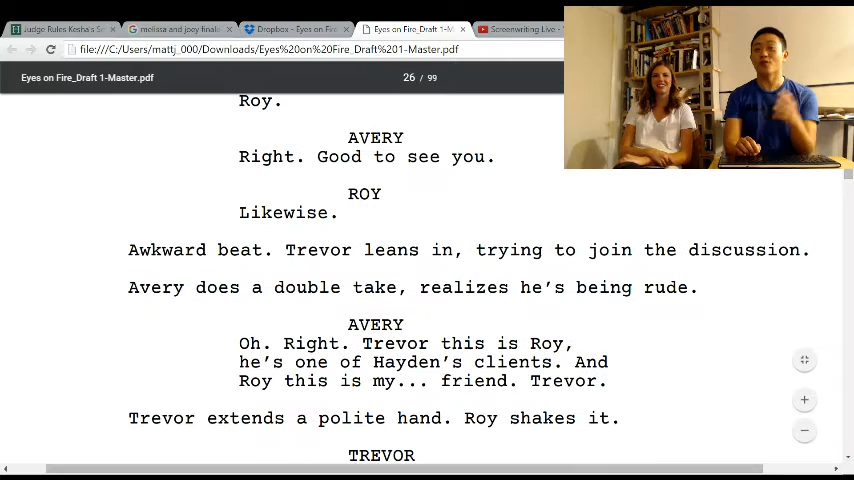 Judge Rules Kesha's S
melissa and joey finale
Dropbox - Eyes on Fire
Eyes on Fire_Draft 1-M
Screenwriting Live -
file:///C:/Users/mattj_000/Downloads/Eyes%20on%20Fire_Draft%201-Master.pdf
Eyes on Fire_Draft 1-Master.pdf
26 / 99
Roy.
AVERY
Right. Good to see you.
ROY
Likewise.
Awkward beat. Trevor leans in, trying to join the discussion.
Avery does a double take, realizes he's being rude.
AVERY
Oh. Right. Trevor this is Roy,
he's one of Hayden's clients. And
Roy this is my... friend. Trevor.
Trevor extends a polite hand. Roy shakes it.
TREVOR